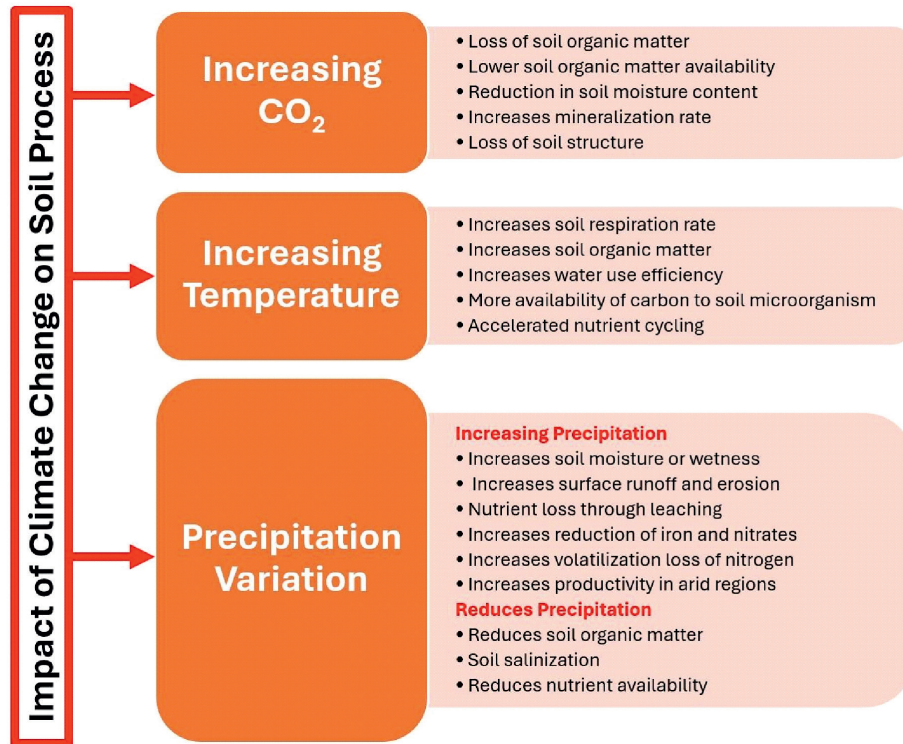 Impact of Climate Change on Soil Process
Increasing
CO₂
• Loss of soil organic matter
• Lower soil organic matter availability
• Reduction in soil moisture content
• Increases mineralization rate
• Loss of soil structure
Increasing
Temperature
• Increases soil respiration rate
• Increases soil organic matter
• Increases water use efficiency
• More availability of carbon to soil microorganism
• Accelerated nutrient cycling
Precipitation
Variation
Increasing Precipitation
• Increases soil moisture or wetness
• Increases surface runoff and erosion
• Nutrient loss through leaching
• Increases reduction of iron and nitrates
• Increases volatilization loss of nitrogen
• Increases productivity in arid regions
Reduces Precipitation
• Reduces soil organic matter
• Soil salinization
• Reduces nutrient availability